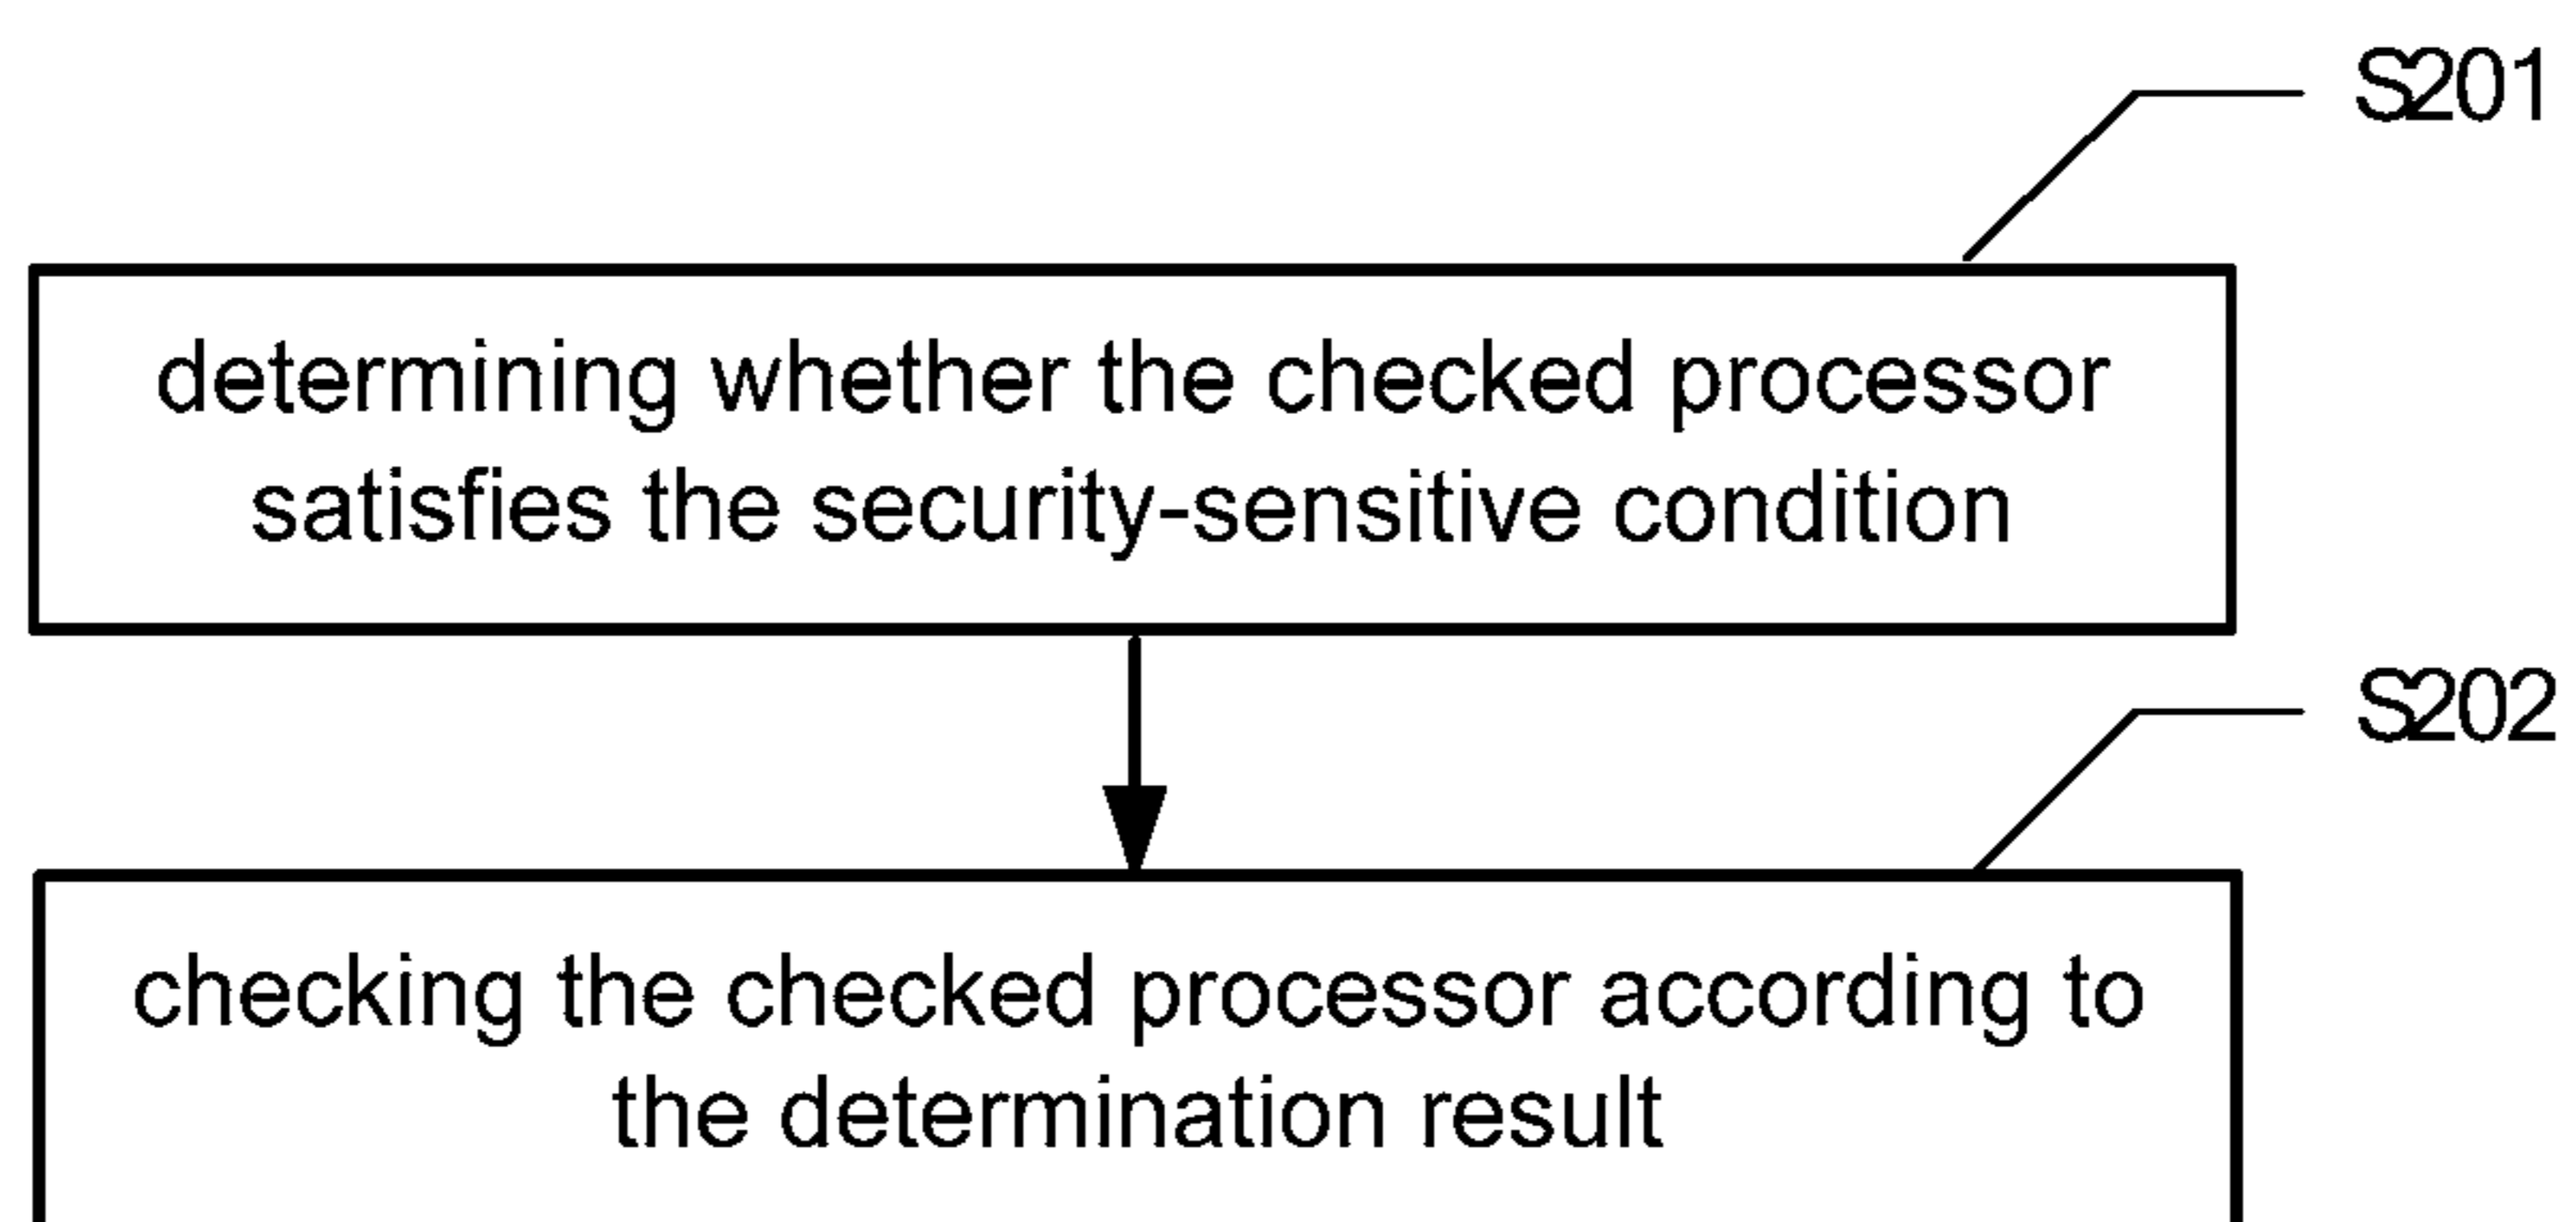 S201
determining whether the checked processor
satisfies the security-sensitive condition
S202
checking the checked processor according to
the determination result